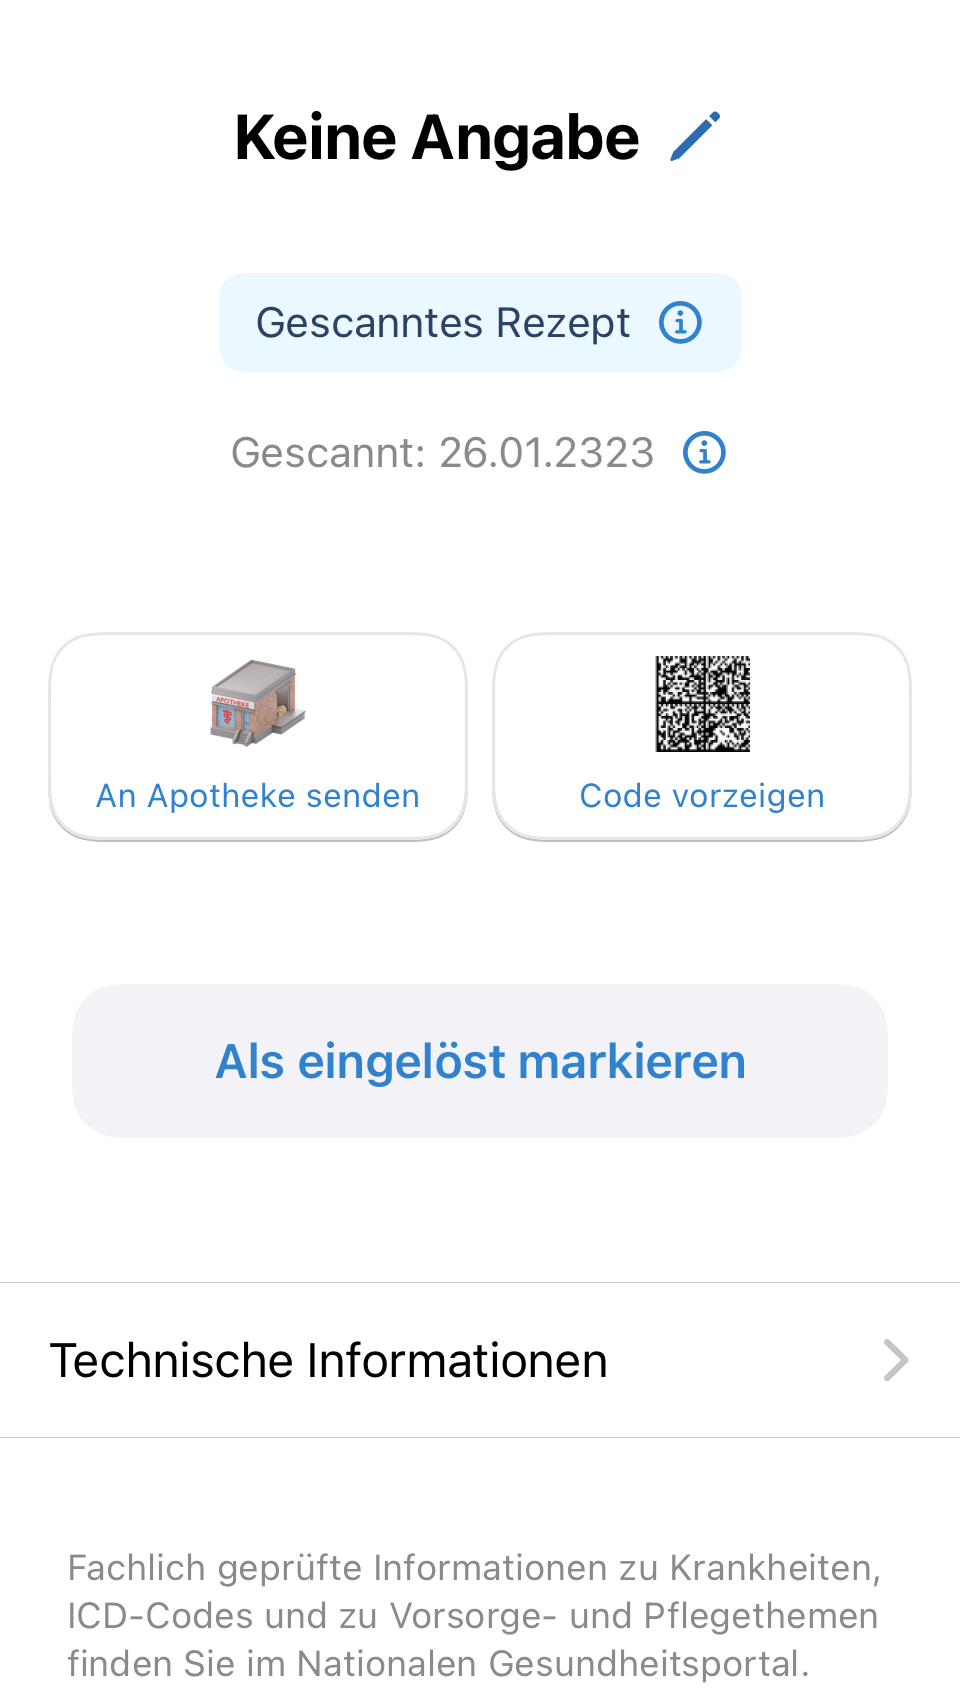 Keine Angabe
Gescanntes Rezept
Gescannt: 26.01.2323
APOTHEKE
An Apotheke senden
Code vorzeigen
Als eingelöst markieren
Technische Informationen
Fachlich geprüfte Informationen zu Krankheiten,
ICD-Codes und zu Vorsorge- und Pflegethemen
finden Sie im Nationalen Gesundheitsportal.